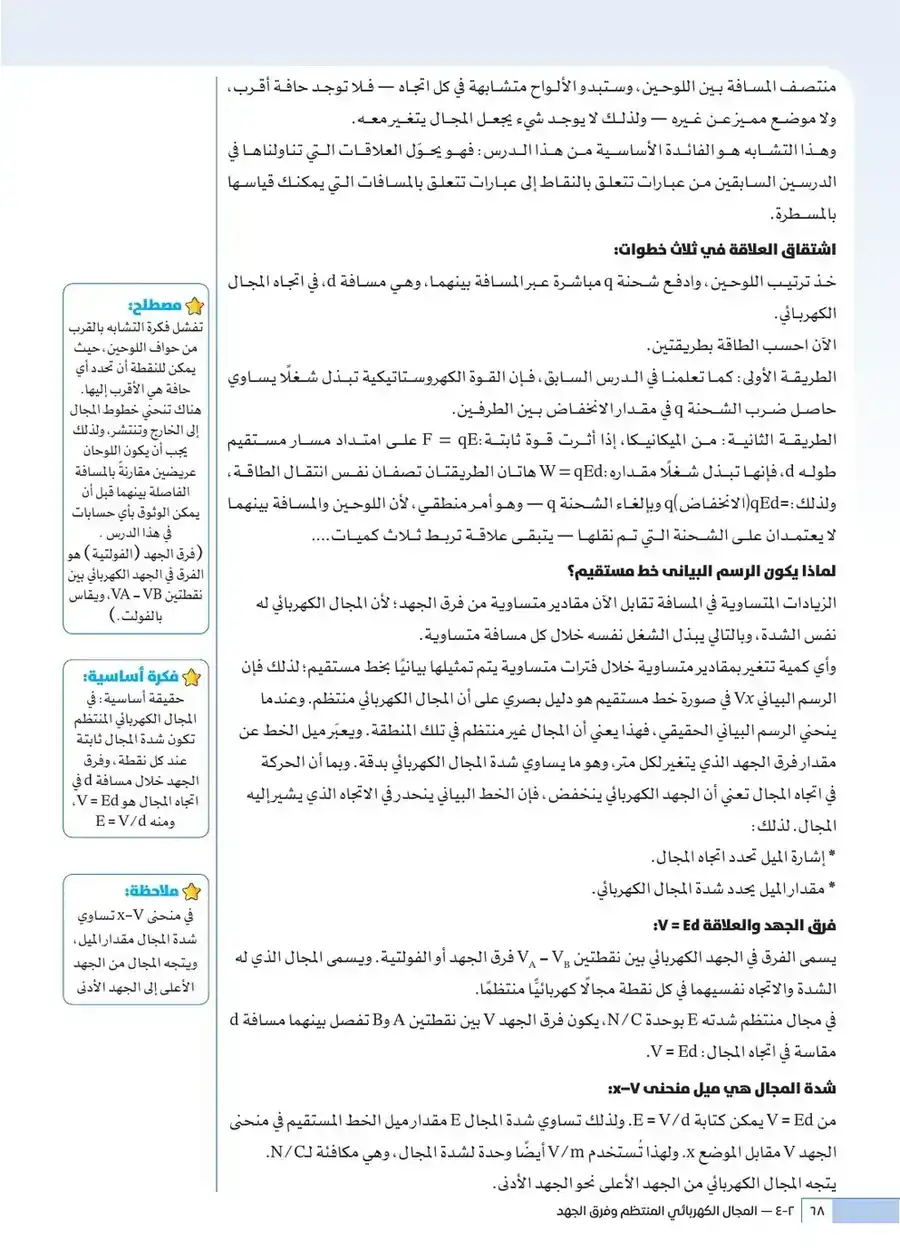 منتصف المسافة بين اللوحين، وستبدو الألواح متشابهة في كل اتجاه — فلا توجد حافة أقرب،
ولا موضع مميز عن غيره — ولذلك لا يوجد شيء يجعل المجال يتغير معه.
وهذا التشابه هو الفائدة الأساسية من هذا الدرس: فهو يحوّل العلاقات التي تناولناها في
الدرسين السابقين من عبارات تتعلق بالنقاط إلى عبارات تتعلق بالمسافات التي يمكنك قياسها
بالمسطرة.
اشتقاق العلاقة في ثلاث خطوات:
خذ ترتيب اللوحين، وادفع شحنة q مباشرة عبر المسافة بينهما، وهي مسافة d، في اتجاه المجال
الكهربائي.
الآن احسب الطاقة بطريقتين.
الطريقة الأولى: كما تعلمنا في الدرس السابق، فإن القوة الكهروستاتيكية تبذل شغلًا يساوي
حاصل ضرب الشحنة q في مقدار الانخفاض بين الطرفين.
الطريقة الثانية: من الميكانيكا، إذا أثرت قوة ثابتة:F = qE على امتداد مسار مستقيم
طوله d، فإنها تبذل شغلًا مقداره:W = qEd هاتان الطريقتان تصفان نفس انتقال الطاقة،
ولذلك:=qEd(الانخفاض)q وبإلغاء الشحنة q — وهو أمر منطقي، لأن اللوحين والمسافة بينهما
لا يعتمدان على الشحنة التي تم نقلها — يتبقى علاقة تربط ثلاث كميات....
لماذا يكون الرسم البياني خط مستقيم؟
الزيادات المتساوية في المسافة تقابل الآن مقادير متساوية من فرق الجهد؛ لأن المجال الكهربائي له
نفس الشدة، وبالتالي يبذل الشغل نفسه خلال كل مسافة متساوية.
وأي كمية تتغير بمقادير متساوية خلال فترات متساوية يتم تمثيلها بيانيًا بخط مستقيم؛ لذلك فإن
الرسم البياني Vx في صورة خط مستقيم هو دليل بصري على أن المجال الكهربائي منتظم. وعندما
ينحني الرسم البياني الحقيقي، فهذا يعني أن المجال غير منتظم في تلك المنطقة. ويعبّر ميل الخط عن
مقدار فرق الجهد الذي يتغير لكل متر، وهو ما يساوي شدة المجال الكهربائي بدقة. وبما أن الحركة
في اتجاه المجال تعني أن الجهد الكهربائي ينخفض، فإن الخط البياني ينحدر في الاتجاه الذي يشير إليه
المجال. لذلك:
* إشارة الميل تحدد اتجاه المجال.
* مقدار الميل يحدد شدة المجال الكهربائي.
فرق الجهد والعلاقة V = Ed:
يسمى الفرق في الجهد الكهربائي بين نقطتين VA – VB فرق الجهد أو الفولتية. ويسمى المجال الذي له
الشدة والاتجاه نفسيهما في كل نقطة مجالًا كهربائيًا منتظمًا.
في مجال منتظم شدته E بوحدة N/C، يكون فرق الجهد V بين نقطتين A وB تفصل بينهما مسافة d
مقاسة في اتجاه المجال: V = Ed.
شدة المجال هي ميل منحنى x–V:
من V = Ed يمكن كتابة E = V/d. ولذلك تساوي شدة المجال E مقدار ميل الخط المستقيم في منحنى
الجهد V مقابل الموضع x. ولهذا تُستخدم V/m أيضًا وحدة لشدة المجال، وهي مكافئة لـN/C.
يتجه المجال الكهربائي من الجهد الأعلى نحو الجهد الأدنى.
مصطلح:
تفشل فكرة التشابه بالقرب
من حواف اللوحين، حيث
يمكن للنقطة أن تحدد أي
حافة هي الأقرب إليها.
هناك تنحني خطوط المجال
إلى الخارج وتنتشر، ولذلك
يجب أن يكون اللوحان
عريضين مقارنةً بالمسافة
الفاصلة بينهما قبل أن
يمكن الوثوق بأي حسابات
في هذا الدرس .
(فرق الجهد (الفولتية) هو
الفرق في الجهد الكهربائي بين
نقطتين VA – VB، ويقاس
بالفولت.)
فكرة أساسية:
حقيقة أساسية: في
المجال الكهربائي المنتظم
تكون شدة المجال ثابتة
عند كل نقطة، وفرق
الجهد خلال مسافة d في
اتجاه المجال هو V = Ed،
ومنه E = V/d
ملاحظة:
في منحنى x–V تساوي
شدة المجال مقدار الميل،
ويتجه المجال من الجهد
الأعلى إلى الجهد الأدنى
٦٨ ٢-٤ — المجال الكهربائي المنتظم وفرق الجهد